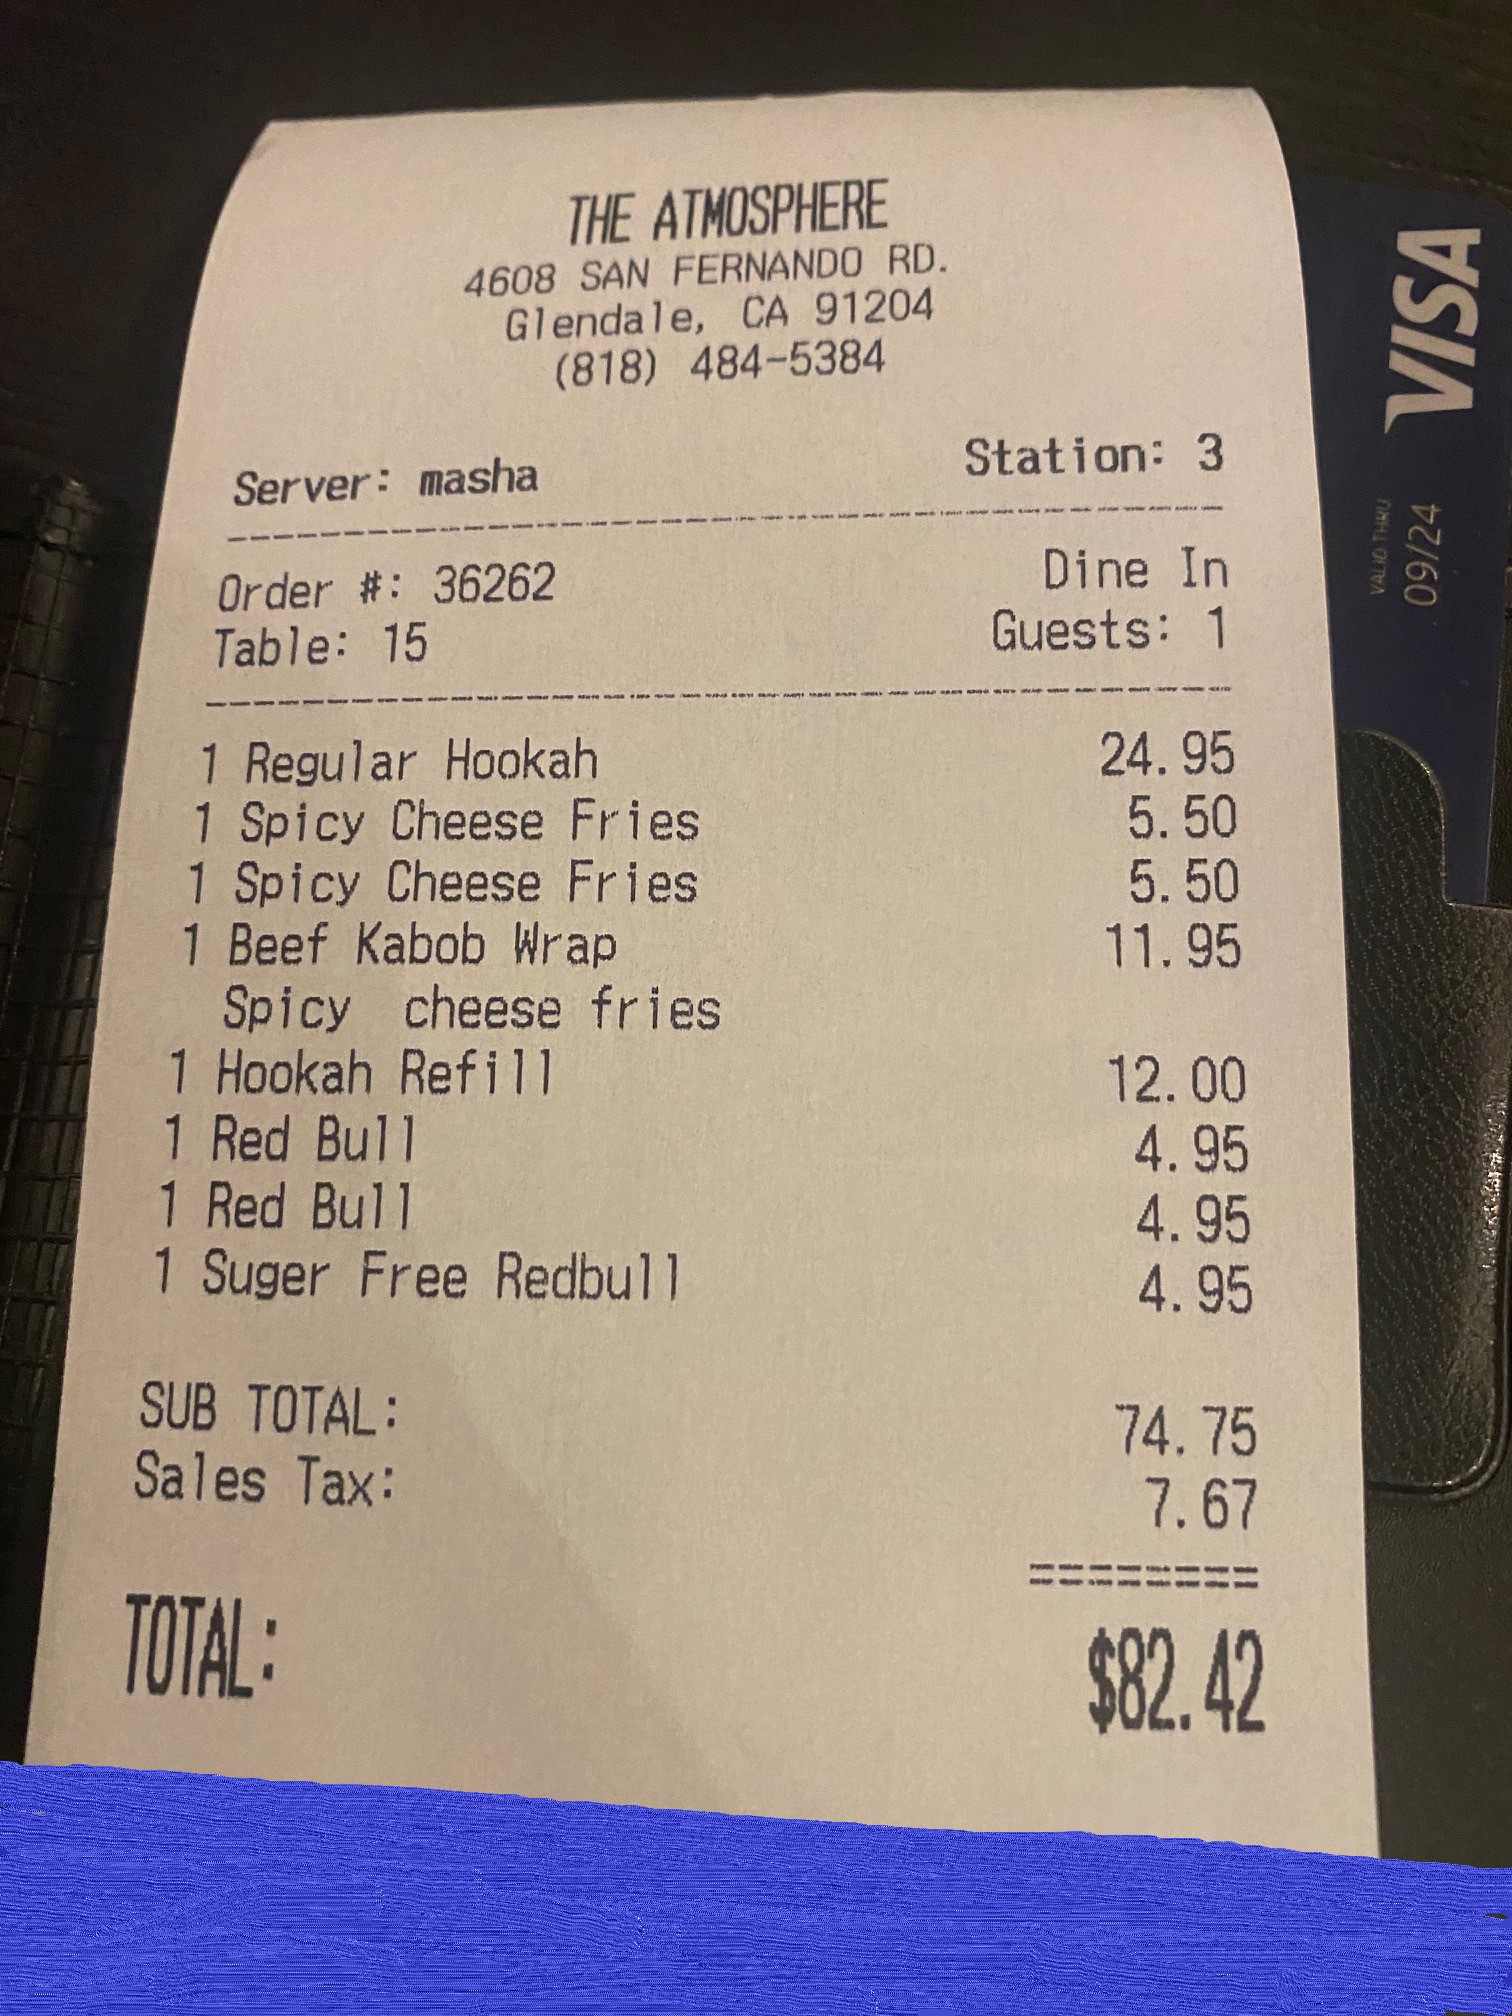 THE ATMOSPHERE
4608 SAN FERNANDO RD.
Glendale, CA 91204
(818) 484-5384
Server: masha Station: 3
Order #: 36262 Dine In
Table: 15 Guests: 1
1 Regular Hookah 24.95
1 Spicy Cheese Fries 5.50
1 Spicy Cheese Fries 5.50
1 Beef Kabob Wrap 11.95
Spicy cheese fries
1 Hookah Refill 12.00
1 Red Bull 4.95
1 Red Bull 4.95
1 Suger Free Redbull 4.95
SUB TOTAL: 74.75
Sales Tax: 7.67
========
TOTAL: $82.42
VISA
VALID THRU
09/24